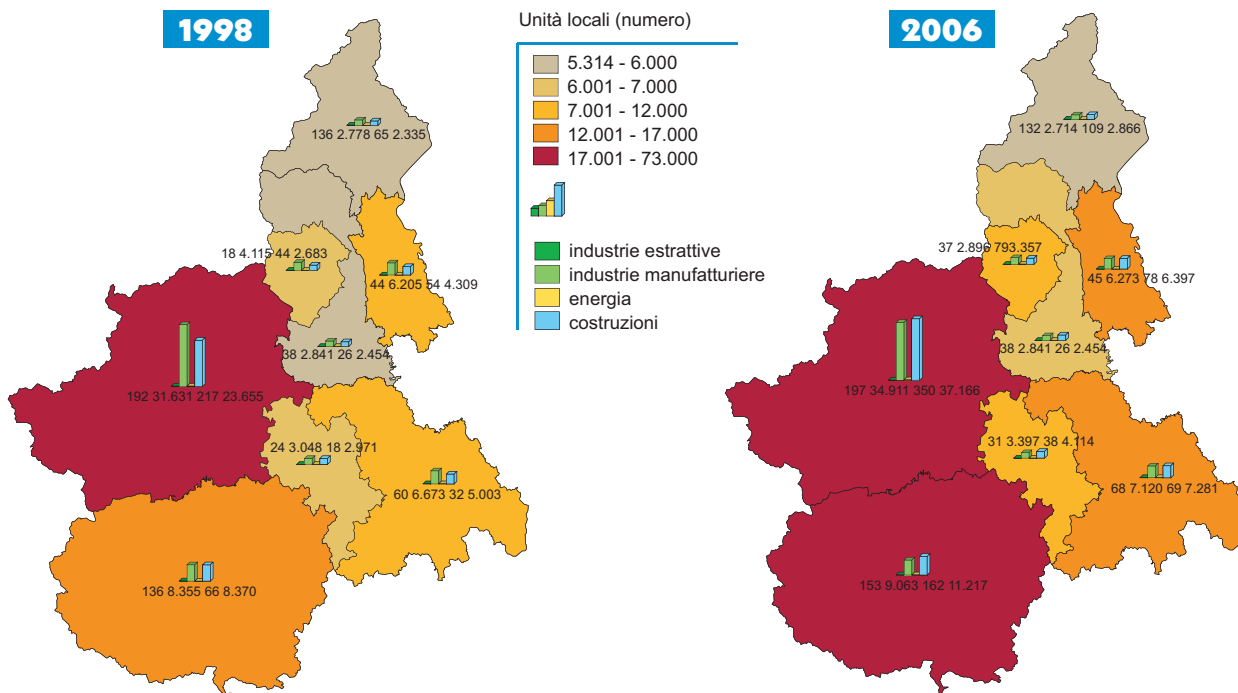 1998
136 2.778 65 2.335
18 4.115 44 2.683
44 6.205 54 4.309
38 2.841 26 2.454
192 31.631 217 23.655
24 3.048 18 2.971
60 6.673 32 5.003
136 8.355 66 8.370
Unità locali (numero)
5.314 - 6.000
6.001 - 7.000
7.001 - 12.000
12.001 - 17.000
17.001 - 73.000
industrie estrattive
industrie manufatturiere
energia
costruzioni
2006
132 2.714 109 2.866
37 2.896 793.357
45 6.273 78 6.397
38 2.841 26 2.454
197 34.911 350 37.166
31 3.397 38 4.114
68 7.120 69 7.281
153 9.063 162 11.217